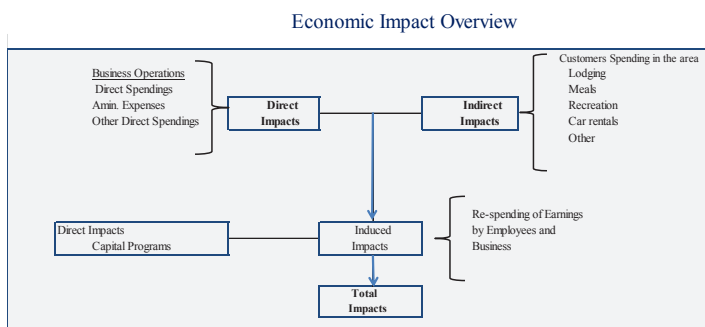 Economic Impact Overview
Business Operations
Direct Spendings
Amin. Expenses
Other Direct Spendings
Direct
Impacts
Indirect
Impacts
Customers Spending in the area
Lodging
Meals
Recreation
Car rentals
Other
Direct Impacts
Capital Programs
Induced
Impacts
Re-spending of Earnings
by Employees and
Business
Total
Impacts